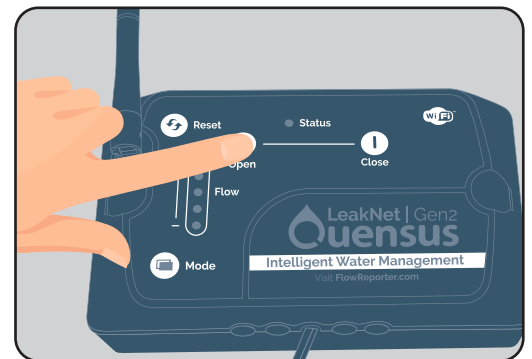 Reset
Status
WiFi
Open
Close
Flow
LeakNet | Gen2
Quensus
Mode
Intelligent Water Management
Visit FlowReporter.com